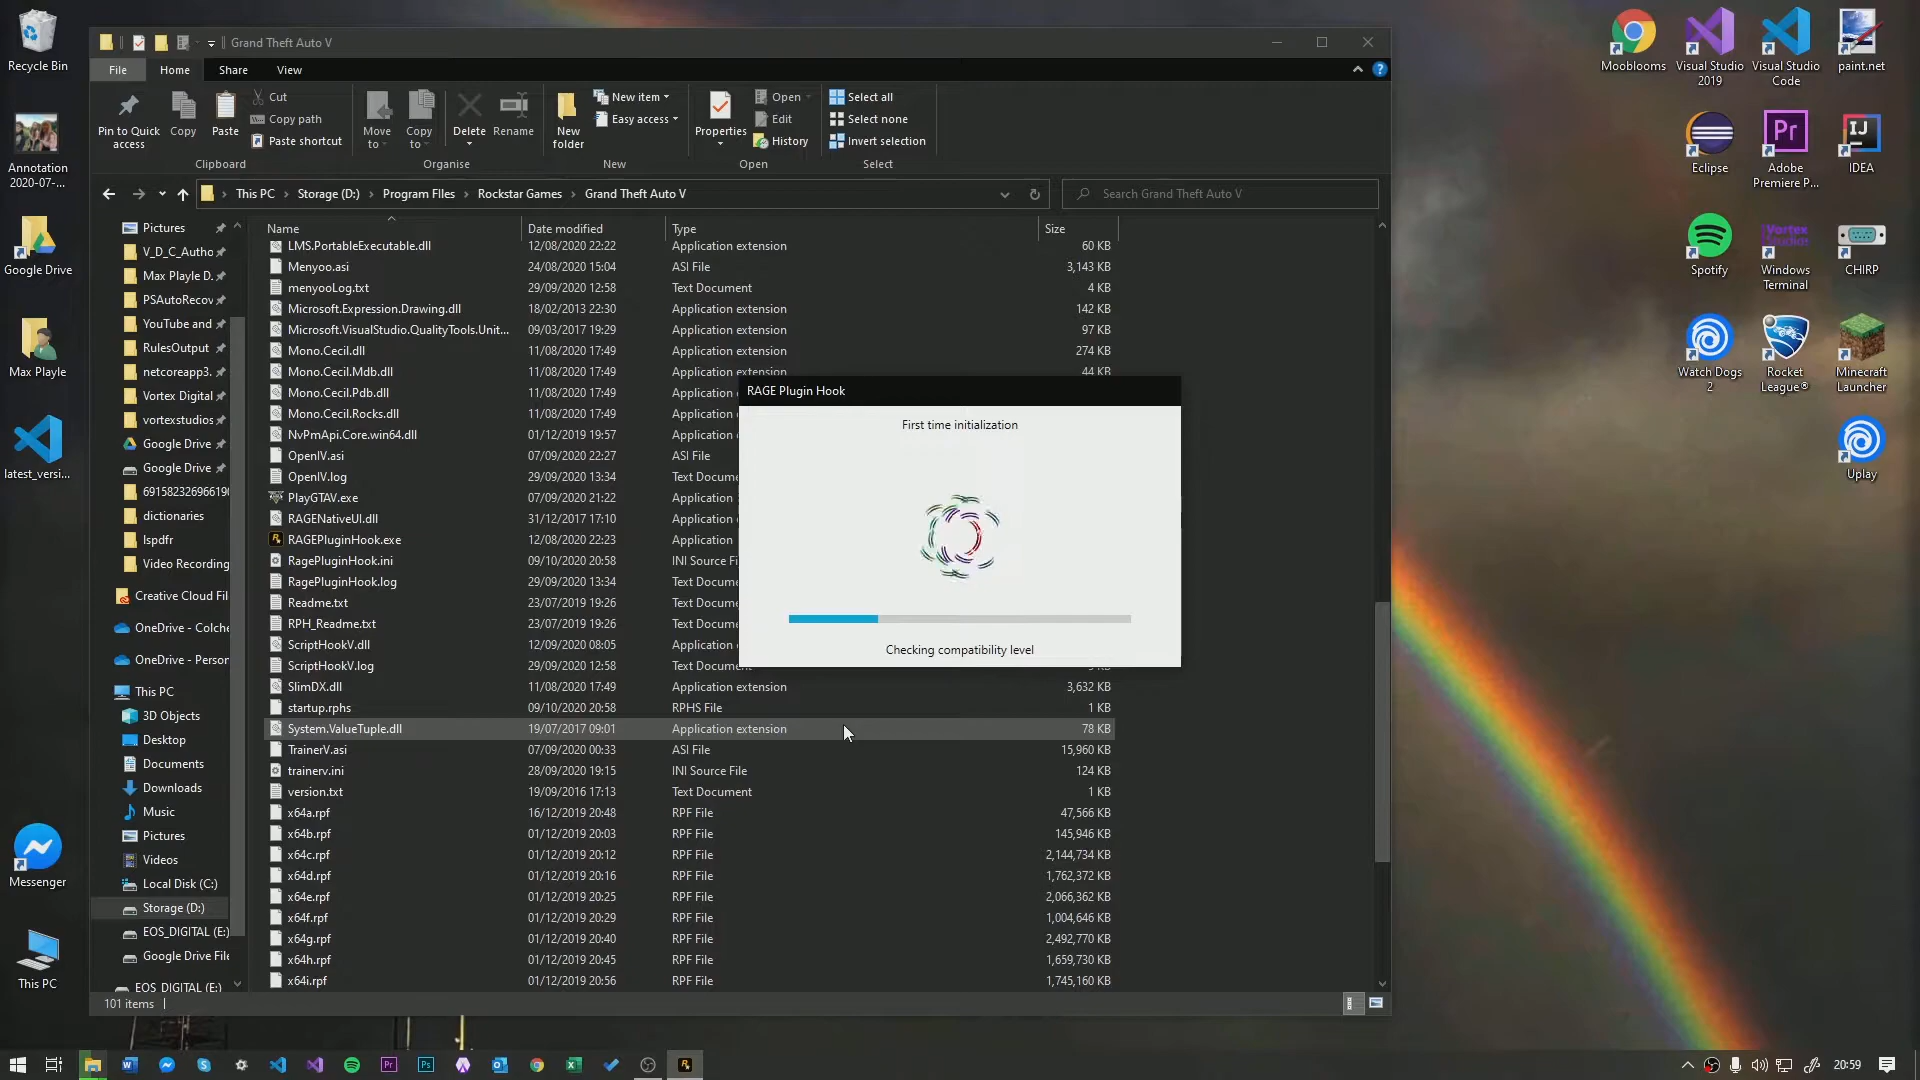 Grand Theft Auto V
File
Home
Share
View
Pin to Quick access
Copy
Paste
Cut
Copy path
Paste shortcut
Clipboard
Move to
Copy to
Delete
Rename
Organise
New folder
New item
Easy access
New
Properties
Open
Edit
History
Open
Select all
Select none
Invert selection
Select
This PC
Storage (D:)
Program Files
Rockstar Games
Grand Theft Auto V
Search Grand Theft Auto V
Pictures
V_D_C_Autho
Max Playle D.
PSAutoRecov
YouTube and
RulesOutput
netcoreapp3.
Vortex Digital
vortexstudios
Google Drive
Google Drive
691582326966190
dictionaries
lspdfr
Video Recording
Creative Cloud Fil
OneDrive - Colche
OneDrive - Person
This PC
3D Objects
Desktop
Documents
Downloads
Music
Pictures
Videos
Local Disk (C:)
Storage (D:)
EOS_DIGITAL (E:)
Google Drive File
EOS_DIGITAL (E:)
101 items
Name Date modified Type Size
LMS.PortableExecutable.dll 12/08/2020 22:22 Application extension 60 KB
Menyoo.asi 24/08/2020 15:04 ASI File 3,143 KB
menyooLog.txt 29/09/2020 12:58 Text Document 4 KB
Microsoft.Expression.Drawing.dll 18/02/2013 22:30 Application extension 142 KB
Microsoft.VisualStudio.QualityTools.Unit... 09/03/2017 19:29 Application extension 97 KB
Mono.Cecil.dll 11/08/2020 17:49 Application extension 274 KB
Mono.Cecil.Mdb.dll 11/08/2020 17:49 Application extension 44 KB
Mono.Cecil.Pdb.dll 11/08/2020 17:49 Application
Mono.Cecil.Rocks.dll 11/08/2020 17:49 Application
NvPmApi.Core.win64.dll 01/12/2019 19:57 Application
OpenIV.asi 07/09/2020 22:27 ASI File
OpenIV.log 29/09/2020 13:34 Text Docume
PlayGTAV.exe 07/09/2020 21:22 Application
RAGENativeUI.dll 31/12/2017 17:10 Application
RAGEPluginHook.exe 12/08/2020 22:23 Application
RagePluginHook.ini 09/10/2020 20:58 INI Source Fi
RagePluginHook.log 29/09/2020 13:34 Text Docume
Readme.txt 23/07/2019 19:26 Text Docume
RPH_Readme.txt 23/07/2019 19:26 Text Docume
ScriptHookV.dll 12/09/2020 08:05 Application
ScriptHookV.log 29/09/2020 12:58 Text Docume
SlimDX.dll 11/08/2020 17:49 Application extension 3,632 KB
startup.rphs 09/10/2020 20:58 RPHS File 1 KB
System.ValueTuple.dll 19/07/2017 09:01 Application extension 78 KB
TrainerV.asi 07/09/2020 00:33 ASI File 15,960 KB
trainerv.ini 28/09/2020 19:15 INI Source File 124 KB
version.txt 19/09/2016 17:13 Text Document 1 KB
x64a.rpf 16/12/2019 20:48 RPF File 47,566 KB
x64b.rpf 01/12/2019 20:03 RPF File 145,946 KB
x64c.rpf 01/12/2019 20:12 RPF File 2,144,734 KB
x64d.rpf 01/12/2019 20:16 RPF File 1,762,372 KB
x64e.rpf 01/12/2019 20:25 RPF File 2,066,362 KB
x64f.rpf 01/12/2019 20:29 RPF File 1,004,646 KB
x64g.rpf 01/12/2019 20:40 RPF File 2,492,770 KB
x64h.rpf 01/12/2019 20:45 RPF File 1,659,730 KB
x64i.rpf 01/12/2019 20:56 RPF File 1,745,160 KB
RAGE Plugin Hook
First time initialization
Checking compatibility level
Recycle Bin
Annotation 2020-07-...
Google Drive
Max Playle
latest_versi...
Messenger
This PC
Mooblooms
Visual Studio 2019
Visual Studio Code
paint.net
Eclipse
Adobe Premiere P...
IDEA
Spotify
Vortex Studios
Windows Terminal
CHIRP
Watch Dogs 2
Rocket League®
Minecraft Launcher
Uplay
20:59